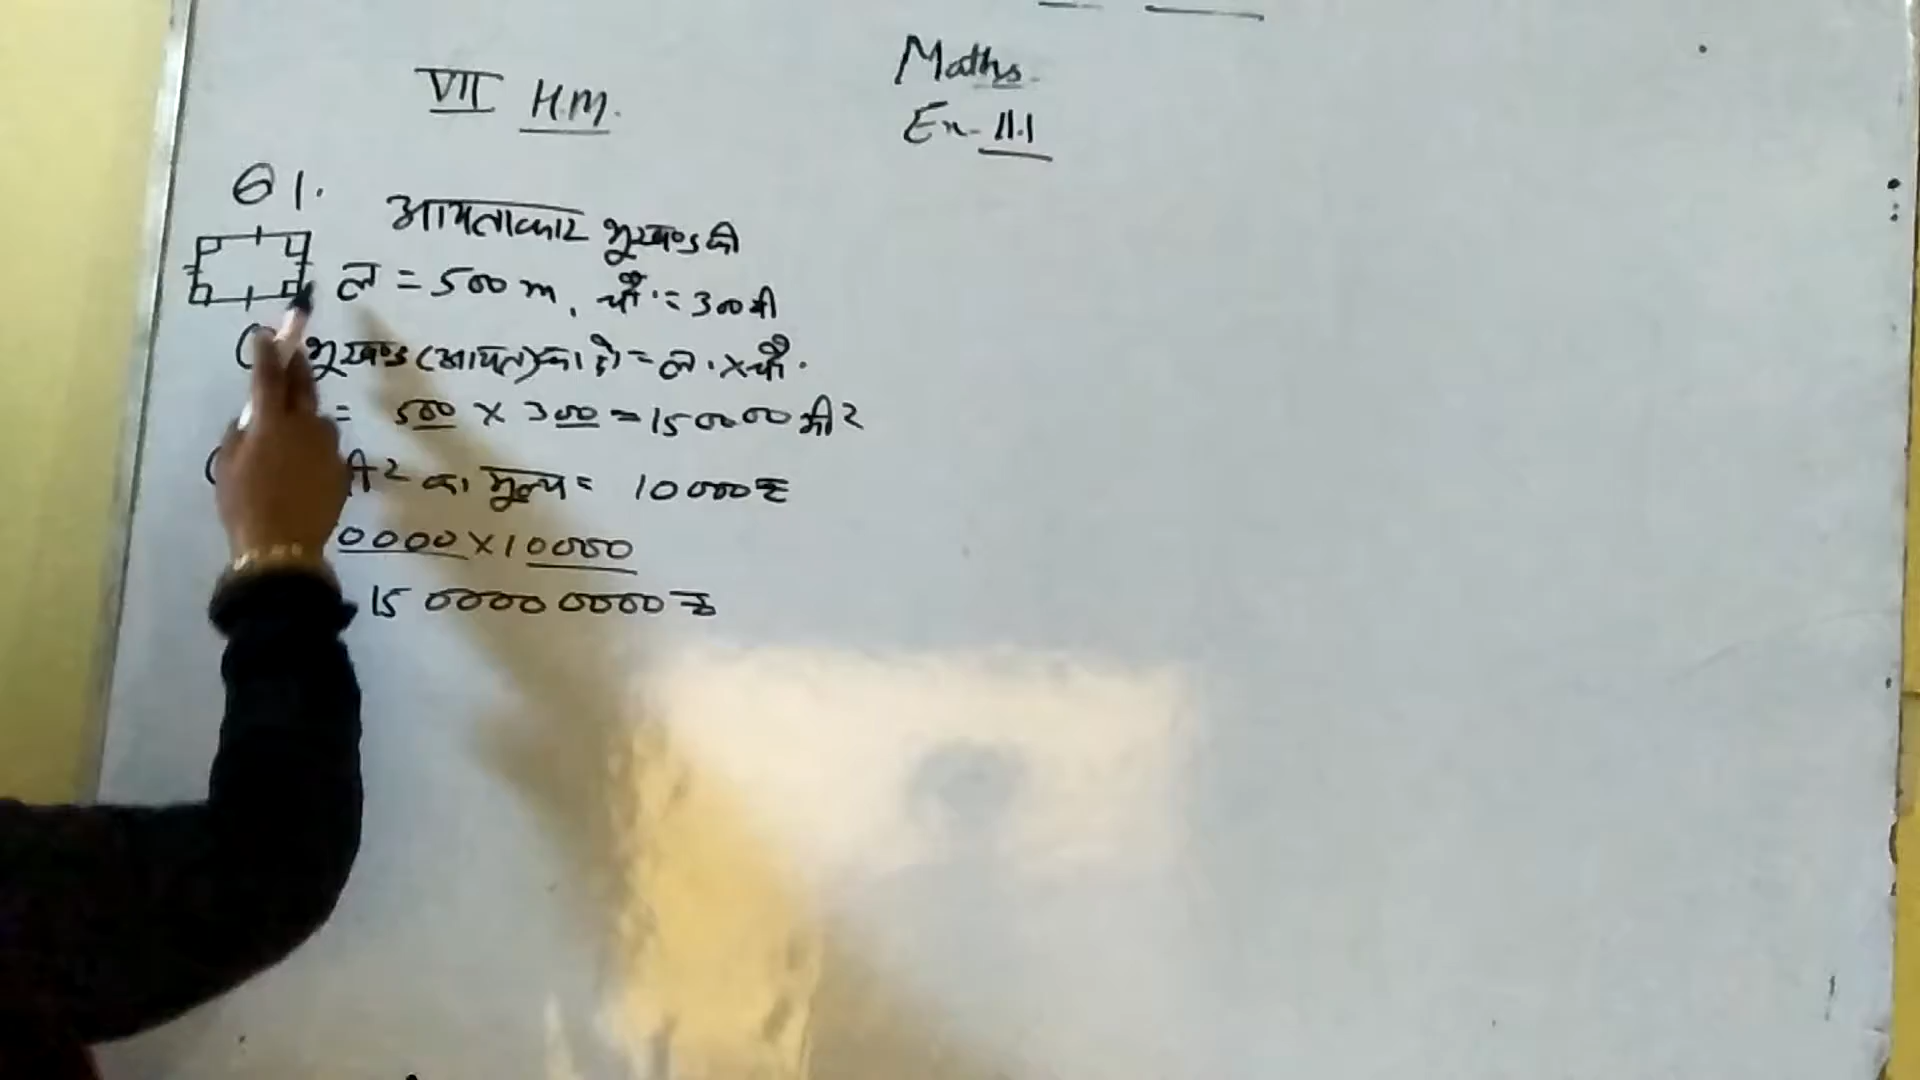 Maths
VII H.M.
Ex- 11.1
Q1.
आयताकार भूखण्ड की
ल = 500 m, चौ. = 300 मी
भूखण्ड (आयत) का क्षे = ल. × चौ.
= 500 × 300 = 150000 मी2
मी2 का मूल्य = 10000 ₹
0000 × 10000
15 00000 0000 ₹